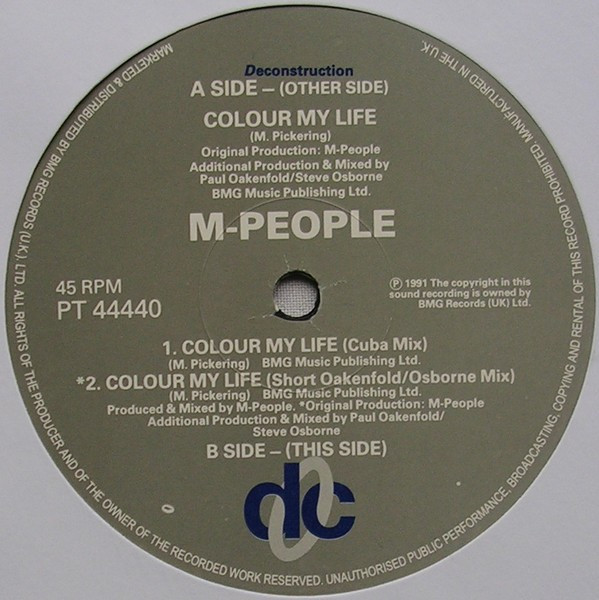 Deconstruction
A SIDE – (OTHER SIDE)
COLOUR MY LIFE
(M. Pickering)
Original Production: M-People
Additional Production & Mixed by
Paul Oakenfold/Steve Osborne
BMG Music Publishing Ltd.
M-PEOPLE
45 RPM
PT 44440
Ⓟ 1991 The copyright in this
sound recording is owned by
BMG Records (UK) Ltd.
1. COLOUR MY LIFE (Cuba Mix)
(M. Pickering) BMG Music Publishing Ltd.
*2. COLOUR MY LIFE (Short Oakenfold/Osborne Mix)
(M. Pickering) BMG Music Publishing Ltd.
Produced & Mixed by M-People. *Original Production: M-People
Additional Production & Mixed by Paul Oakenfold/
Steve Osborne
B SIDE – (THIS SIDE)
dc
MARKETED & DISTRIBUTED BY BMG RECORDS (U.K.), LTD. ALL RIGHTS OF THE PRODUCER AND OF THE OWNER OF THE RECORDED WORK RESERVED. UNAUTHORISED PUBLIC PERFORMANCE, BROADCASTING, COPYING AND RENTAL OF THIS RECORD PROHIBITED. MANUFACTURED IN THE U.K.